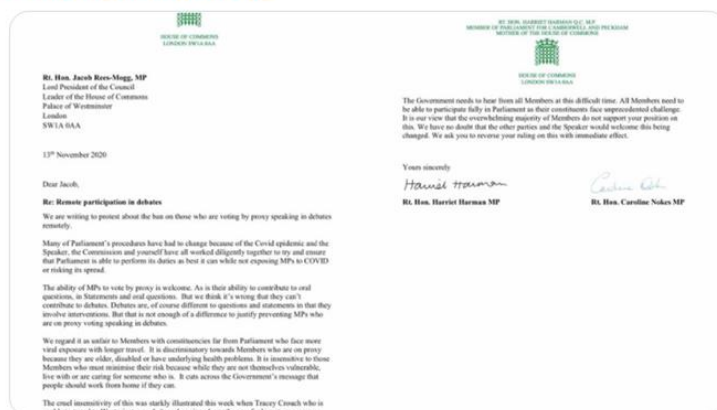 HOUSE OF COMMONS
LONDON SW1A 0AA
Rt. Hon. Jacob Rees-Mogg, MP
Lord President of the Council
Leader of the House of Commons
Palace of Westminster
London
SW1A 0AA
13th November 2020
Dear Jacob,
Re: Remote participation in debates
We are writing to protest about the ban on those who are voting by proxy speaking in debates
remotely.
Many of Parliament's procedures have had to change because of the Covid epidemic and the
Speaker, the Commission and yourself have all worked diligently together to try and ensure
that Parliament is able to perform its duties as best it can while not exposing MPs to COVID
or risking its spread.
The ability of MPs to vote by proxy is welcome. As is their ability to contribute to oral
questions, in Statements and oral questions. But we think it's wrong that they can't
contribute to debates. Debates are, of course different to questions and statements in that they
involve interventions. But that is not enough of a difference to justify preventing MPs who
are on proxy voting speaking in debates.
We regard it as unfair to Members with constituencies far from Parliament who face more
viral exposure with longer travel. It is discriminatory towards Members who are on proxy
because they are older, disabled or have underlying health problems. It is insensitive to those
Members who must minimise their risk because while they are not themselves vulnerable,
live with or are caring for someone who is. It cuts across the Government's message that
people should work from home if they can.
The cruel insensitivity of this was starkly illustrated this week when Tracey Crouch who is
RT. HON. HARRIET HARMAN Q.C. M.P
MEMBER OF PARLIAMENT FOR CAMBERWELL AND PECKHAM
MOTHER OF THE HOUSE OF COMMONS
HOUSE OF COMMONS
LONDON SW1A 0AA
The Government needs to hear from all Members at this difficult time. All Members need to
be able to participate fully in Parliament as their constituents face unprecedented challenge.
It is our view that the overwhelming majority of Members do not support your position on
this. We have no doubt that the other parties and the Speaker would welcome this being
changed. We ask you to reverse your ruling on this with immediate effect.
Yours sincerely
Harriet Harman
Rt. Hon. Harriet Harman MP
Rt. Hon. Caroline Nokes MP